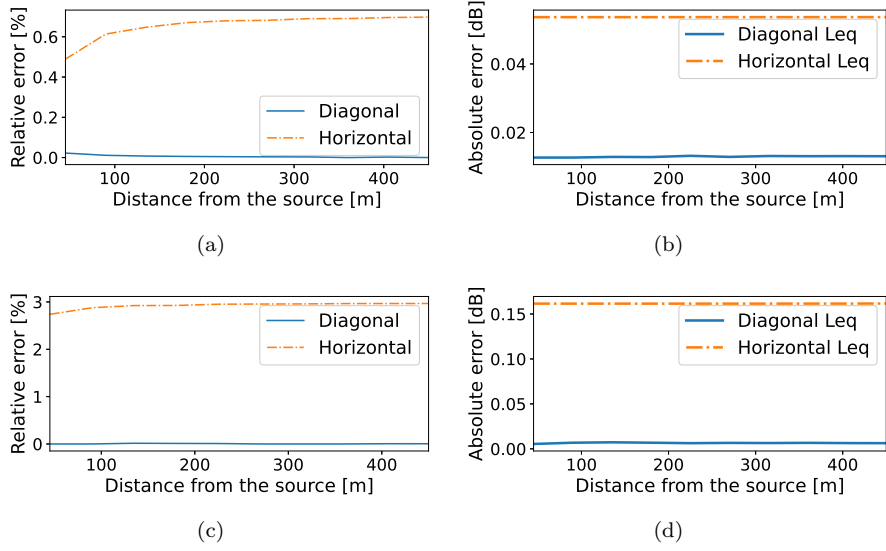 Relative error [%]
0.6
0.4
0.2
0.0
Diagonal
Horizontal
100
200
300
400
Distance from the source [m]
(a)
Absolute error [dB]
0.04
0.02
Diagonal Leq
Horizontal Leq
100
200
300
400
Distance from the source [m]
(b)
Relative error [%]
3
2
1
0
Diagonal
Horizontal
100
200
300
400
Distance from the source [m]
(c)
Absolute error [dB]
0.15
0.10
0.05
0.00
Diagonal Leq
Horizontal Leq
100
200
300
400
Distance from the source [m]
(d)